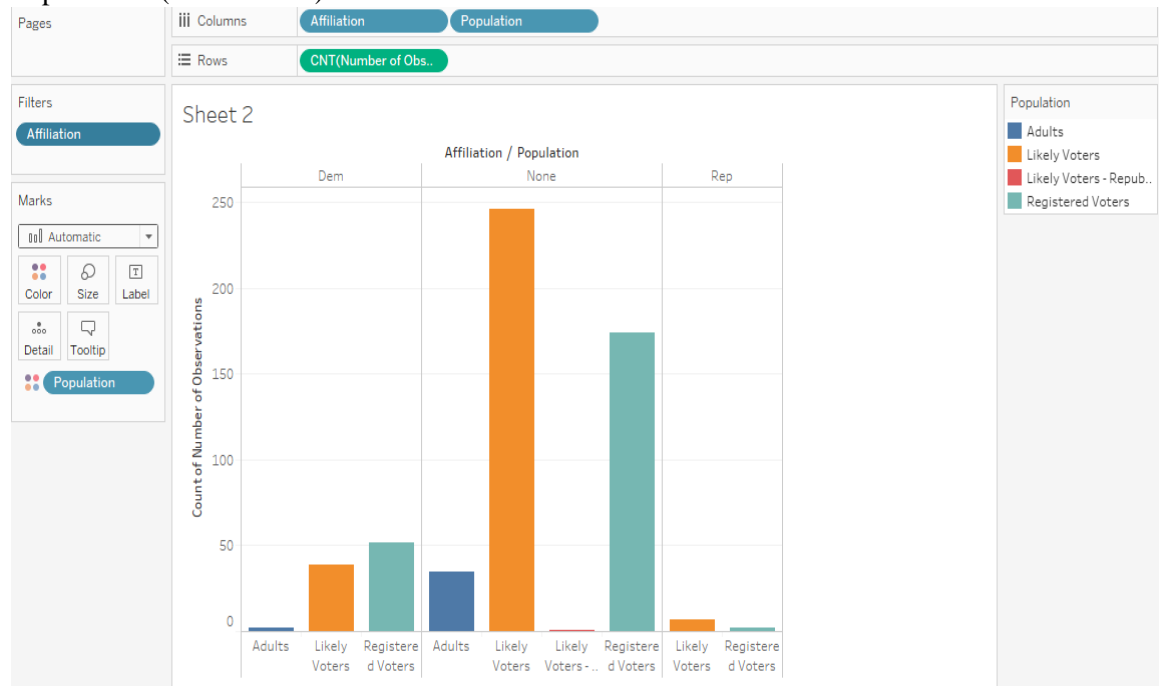 Pages
iii Columns
Affiliation
Population
Rows
CNT(Number of Obs..
Filters
Affiliation
Marks
Automatic
Color
Size
Label
Detail
Tooltip
Population
Sheet 2
Affiliation / Population
Dem
None
Rep
Count of Number of Observations
250
200
150
100
50
0
Adults
Likely
Voters
Registere
d Voters
Adults
Likely
Voters
Likely
Voters - ..
Registere
d Voters
Likely
Voters
Registere
d Voters
Population
Adults
Likely Voters
Likely Voters - Repub..
Registered Voters